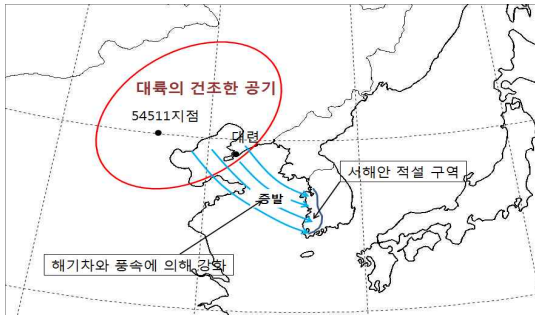 대륙의 건조한 공기
54511지점
대련
서해안 적설 구역
증발
해기차와 풍속에 의해 강화